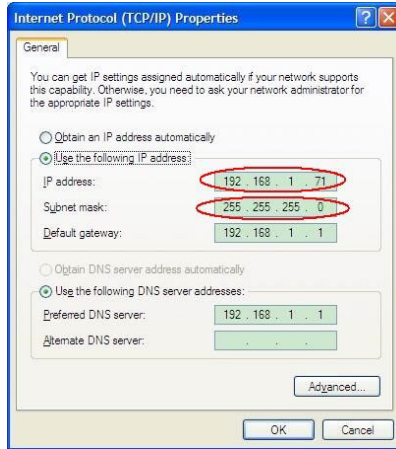 Internet Protocol (TCP/IP) Properties
General
You can get IP settings assigned automatically if your network supports
this capability. Otherwise, you need to ask your network administrator for
the appropriate IP settings.
Obtain an IP address automatically
Use the following IP address:
IP address: 192 . 168 . 1 . 71
Subnet mask: 255 . 255 . 255 . 0
Default gateway: 192 . 168 . 1 . 1
Obtain DNS server address automatically
Use the following DNS server addresses:
Preferred DNS server: 192 . 168 . 1 . 1
Alternate DNS server: . . .
Advanced...
OK Cancel